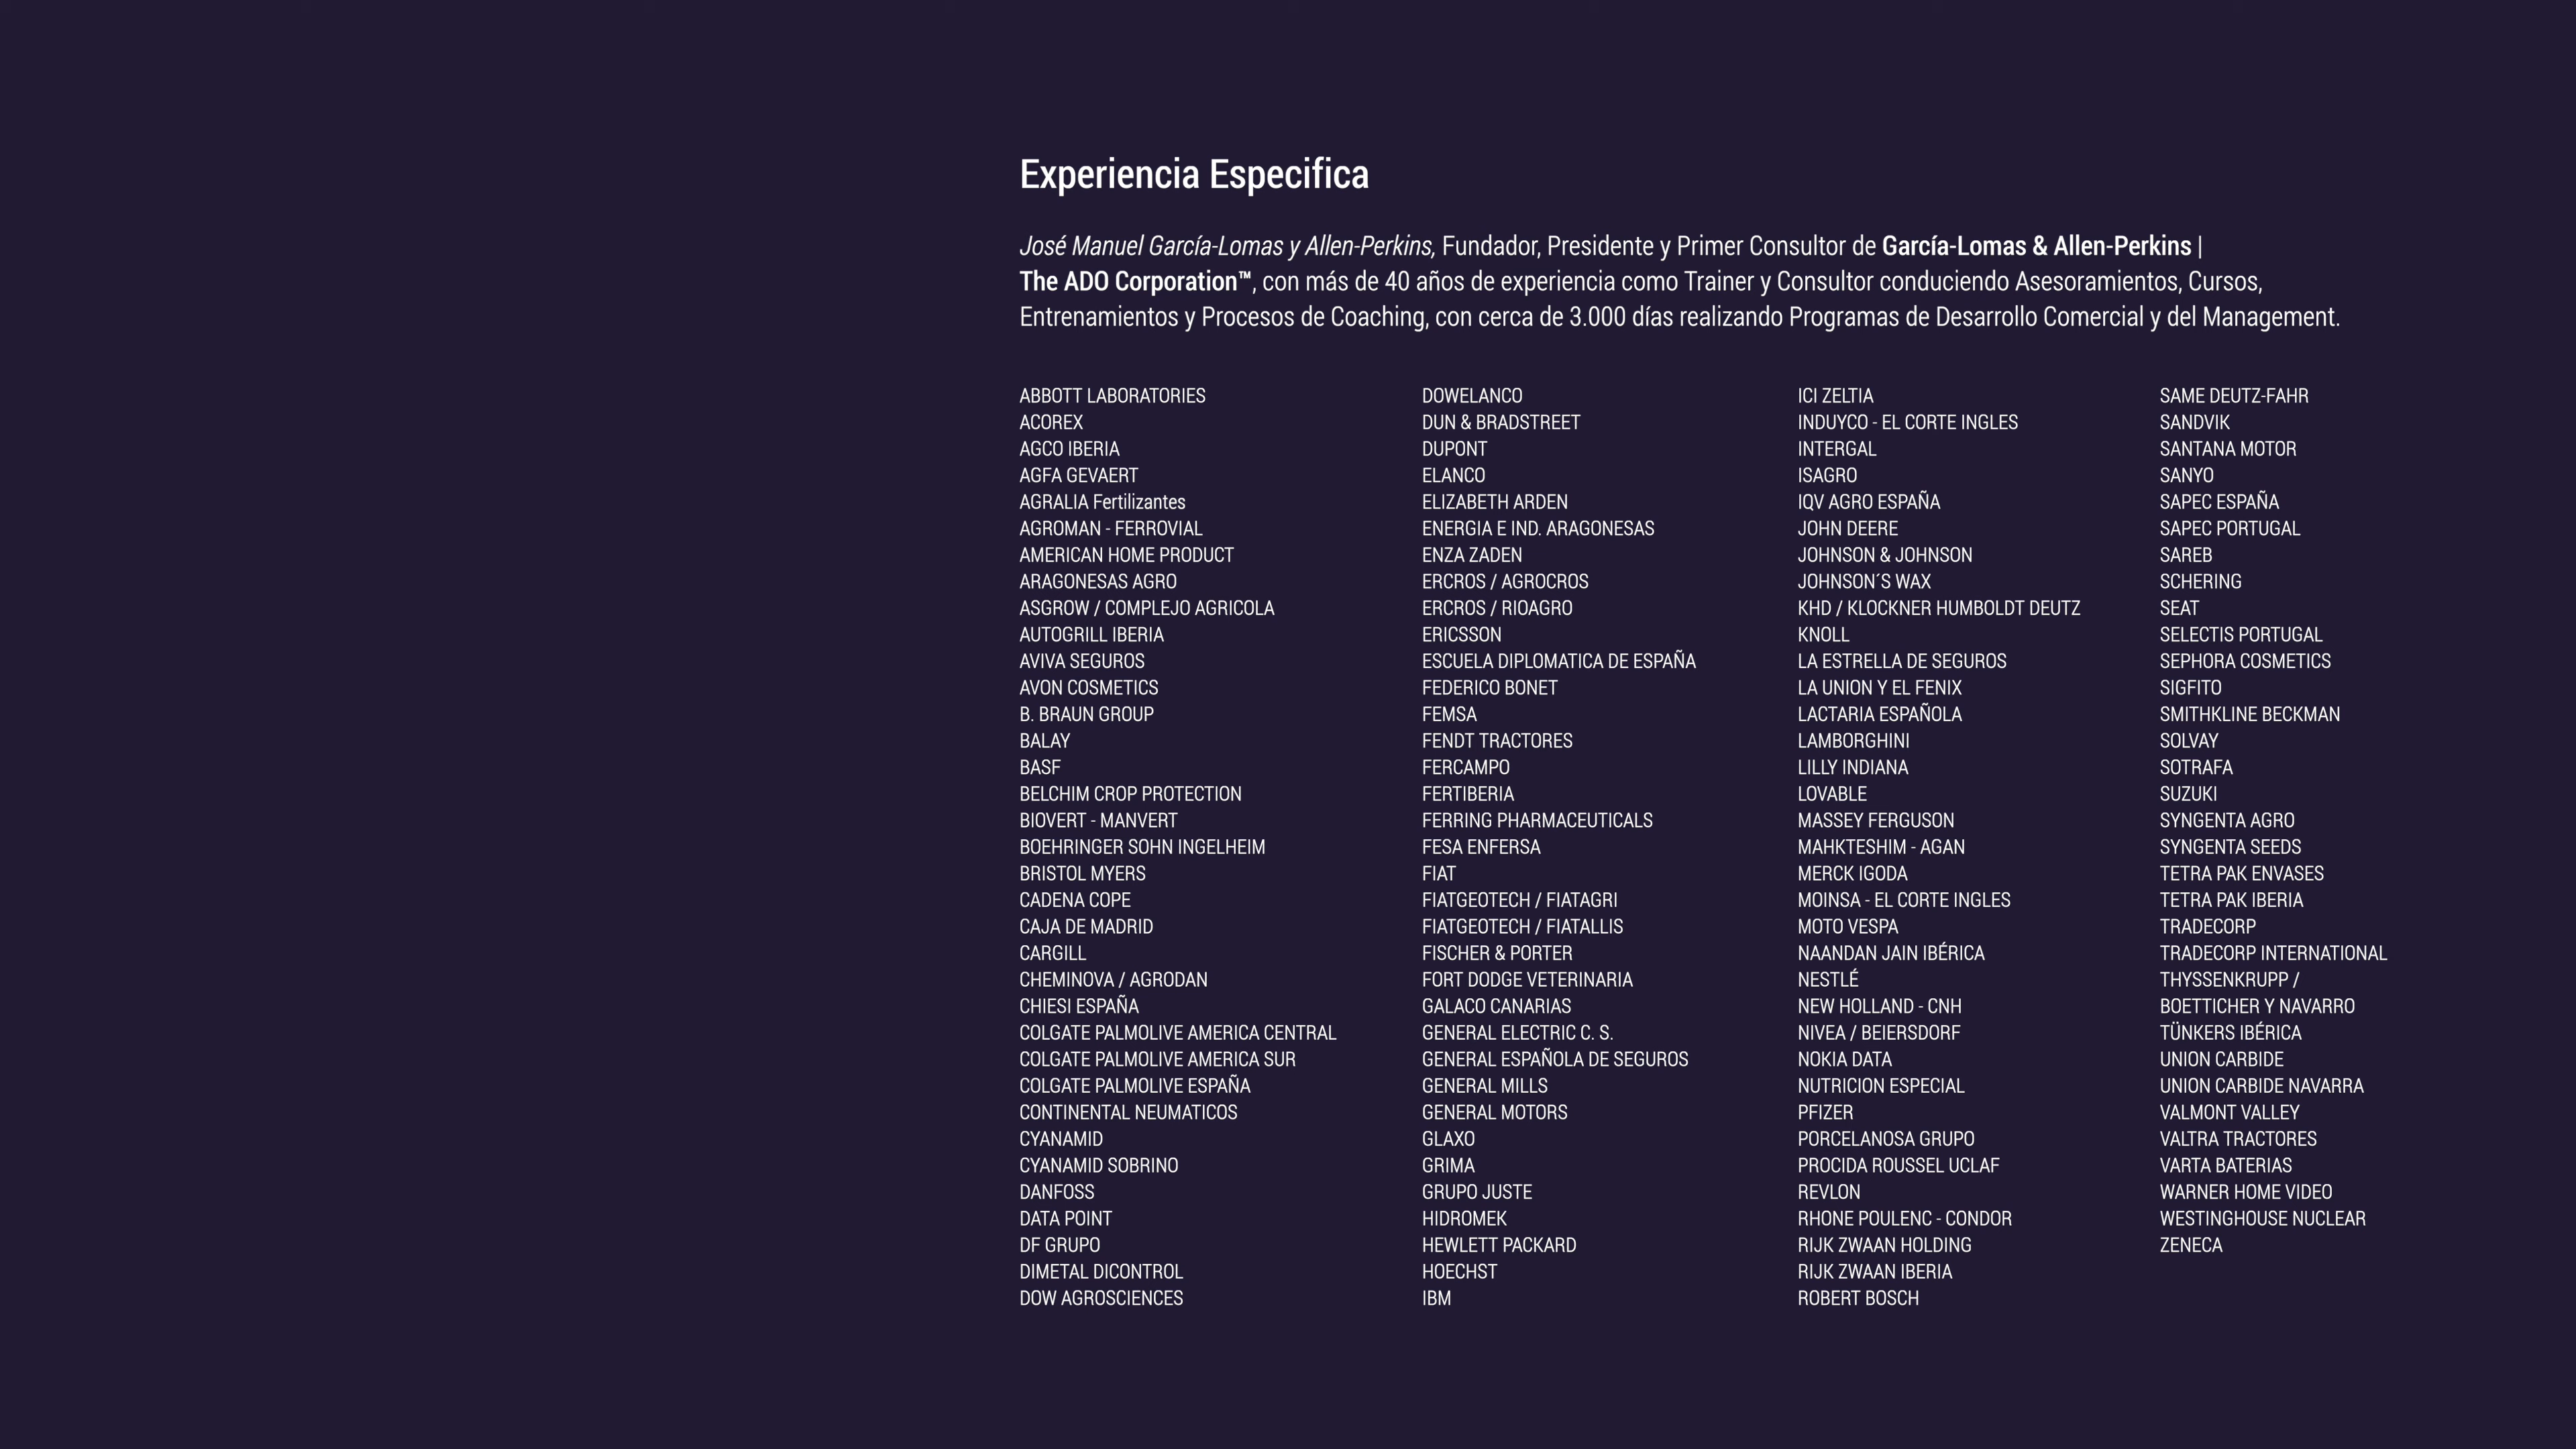 Experiencia Especifica
José Manuel García-Lomas y Allen-Perkins, Fundador, Presidente y Primer Consultor de García-Lomas & Allen-Perkins |
The ADO Corporation™, con más de 40 años de experiencia como Trainer y Consultor conduciendo Asesoramientos, Cursos,
Entrenamientos y Procesos de Coaching, con cerca de 3.000 días realizando Programas de Desarrollo Comercial y del Management.
ABBOTT LABORATORIES
ACOREX
AGCO IBERIA
AGFA GEVAERT
AGRALIA Fertilizantes
AGROMAN - FERROVIAL
AMERICAN HOME PRODUCT
ARAGONESAS AGRO
ASGROW / COMPLEJO AGRICOLA
AUTOGRILL IBERIA
AVIVA SEGUROS
AVON COSMETICS
B. BRAUN GROUP
BALAY
BASF
BELCHIM CROP PROTECTION
BIOVERT - MANVERT
BOEHRINGER SOHN INGELHEIM
BRISTOL MYERS
CADENA COPE
CAJA DE MADRID
CARGILL
CHEMINOVA / AGRODAN
CHIESI ESPAÑA
COLGATE PALMOLIVE AMERICA CENTRAL
COLGATE PALMOLIVE AMERICA SUR
COLGATE PALMOLIVE ESPAÑA
CONTINENTAL NEUMATICOS
CYANAMID
CYANAMID SOBRINO
DANFOSS
DATA POINT
DF GRUPO
DIMETAL DICONTROL
DOW AGROSCIENCES
DOWELANCO
DUN & BRADSTREET
DUPONT
ELANCO
ELIZABETH ARDEN
ENERGIA E IND. ARAGONESAS
ENZA ZADEN
ERCROS / AGROCROS
ERCROS / RIOAGRO
ERICSSON
ESCUELA DIPLOMATICA DE ESPAÑA
FEDERICO BONET
FEMSA
FENDT TRACTORES
FERCAMPO
FERTIBERIA
FERRING PHARMACEUTICALS
FESA ENFERSA
FIAT
FIATGEOTECH / FIATAGRI
FIATGEOTECH / FIATALLIS
FISCHER & PORTER
FORT DODGE VETERINARIA
GALACO CANARIAS
GENERAL ELECTRIC C. S.
GENERAL ESPAÑOLA DE SEGUROS
GENERAL MILLS
GENERAL MOTORS
GLAXO
GRIMA
GRUPO JUSTE
HIDROMEK
HEWLETT PACKARD
HOECHST
IBM
ICI ZELTIA
INDUYCO - EL CORTE INGLES
INTERGAL
ISAGRO
IQV AGRO ESPAÑA
JOHN DEERE
JOHNSON & JOHNSON
JOHNSON´S WAX
KHD / KLOCKNER HUMBOLDT DEUTZ
KNOLL
LA ESTRELLA DE SEGUROS
LA UNION Y EL FENIX
LACTARIA ESPAÑOLA
LAMBORGHINI
LILLY INDIANA
LOVABLE
MASSEY FERGUSON
MAHKTESHIM - AGAN
MERCK IGODA
MOINSA - EL CORTE INGLES
MOTO VESPA
NAANDAN JAIN IBÉRICA
NESTLÉ
NEW HOLLAND - CNH
NIVEA / BEIERSDORF
NOKIA DATA
NUTRICION ESPECIAL
PFIZER
PORCELANOSA GRUPO
PROCIDA ROUSSEL UCLAF
REVLON
RHONE POULENC - CONDOR
RIJK ZWAAN HOLDING
RIJK ZWAAN IBERIA
ROBERT BOSCH
SAME DEUTZ-FAHR
SANDVIK
SANTANA MOTOR
SANYO
SAPEC ESPAÑA
SAPEC PORTUGAL
SAREB
SCHERING
SEAT
SELECTIS PORTUGAL
SEPHORA COSMETICS
SIGFITO
SMITHKLINE BECKMAN
SOLVAY
SOTRAFA
SUZUKI
SYNGENTA AGRO
SYNGENTA SEEDS
TETRA PAK ENVASES
TETRA PAK IBERIA
TRADECORP
TRADECORP INTERNATIONAL
THYSSENKRUPP /
BOETTICHER Y NAVARRO
TÜNKERS IBÉRICA
UNION CARBIDE
UNION CARBIDE NAVARRA
VALMONT VALLEY
VALTRA TRACTORES
VARTA BATERIAS
WARNER HOME VIDEO
WESTINGHOUSE NUCLEAR
ZENECA